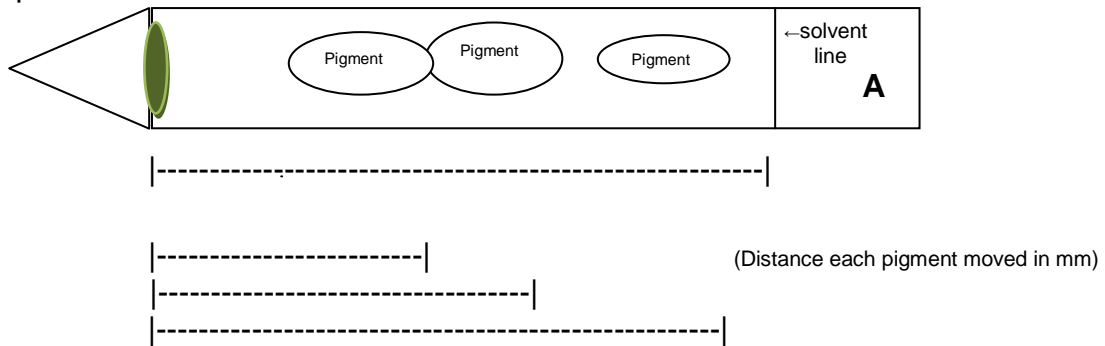 Pigment
Pigment
Pigment
←solvent
line
A
(Distance each pigment moved in mm)